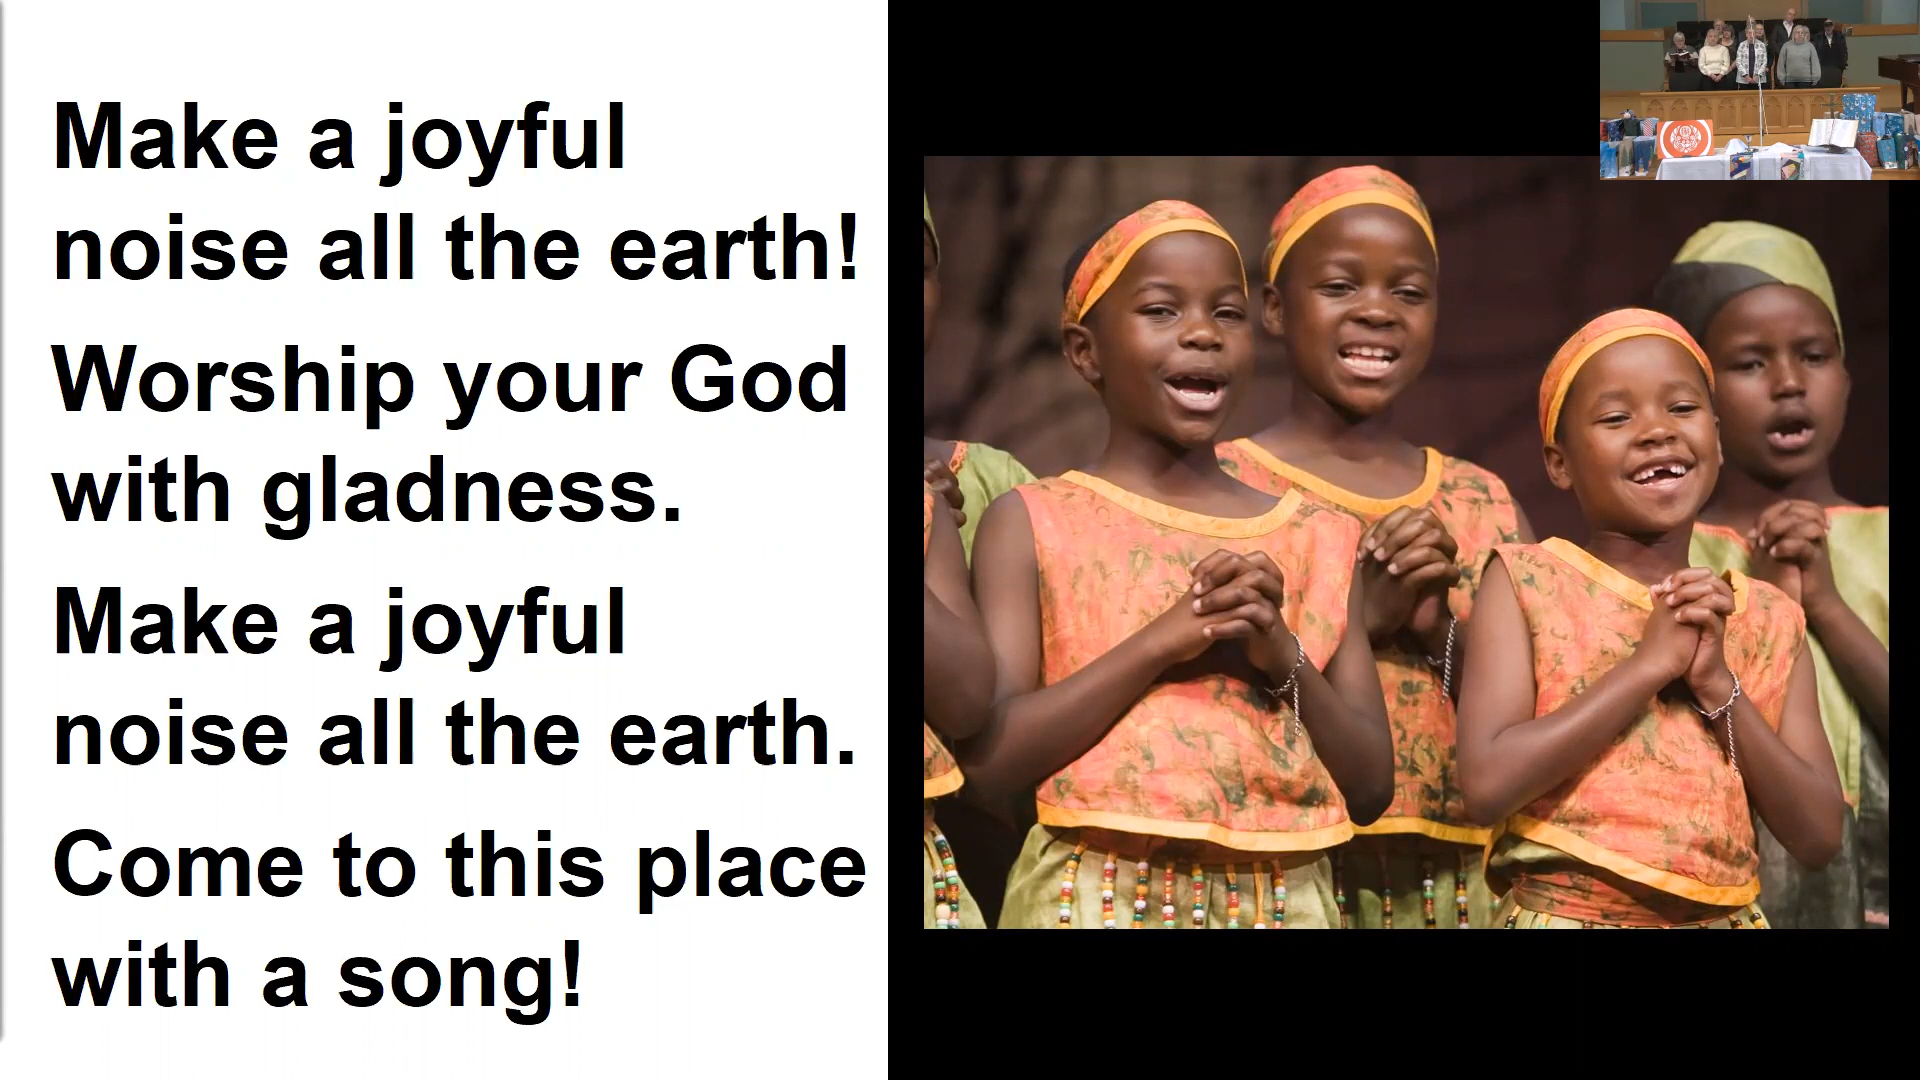 Make a joyful
noise all the earth!
Worship your God
with gladness.
Make a joyful
noise all the earth.
Come to this place
with a song!